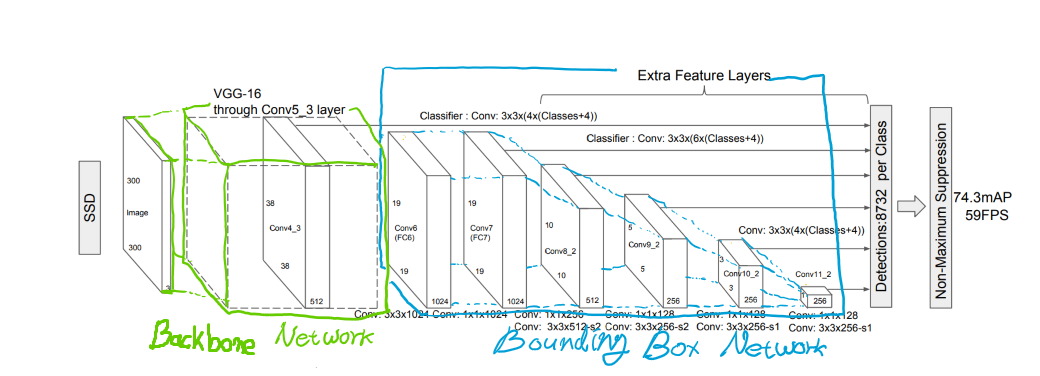 Extra Feature Layers
VGG-16
through Conv5_3 layer
Classifier : Conv: 3x3x(4x(Classes+4))
Classifier : Conv: 3x3x(6x(Classes+4))
SSD
300
Image
300
3
38
Conv4_3
38
512
19
Conv6
(FC6)
19
1024
19
Conv7
(FC7)
19
1024
10
Conv8_2
10
512
5
Conv9_2
5
256
Conv: 3x3x(4x(Classes+4))
3
Conv10_2
3
256
Conv11_2
1
256
Detections:8732 per Class
Non-Maximum Suppression
74.3mAP
59FPS
Conv: 3x3x1024
Conv: 1x1x1024
Conv: 1x1x256
Conv: 3x3x512-s2
Conv: 1x1x128
Conv: 3x3x256-s2
Conv: 1x1x128
Conv: 3x3x256-s1
Conv: 1x1x128
Conv: 3x3x256-s1
Backbone Network
Bounding Box Network